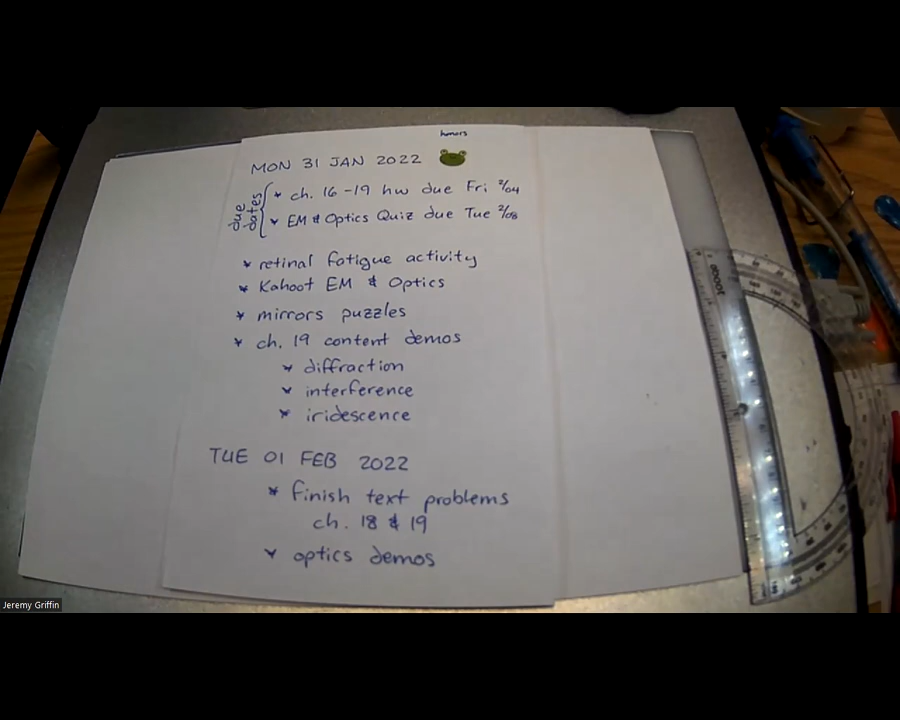 honors
MON 31 JAN 2022
due dates
* ch. 16-19 hw due Fri 2/04
* EM & Optics Quiz due Tue 2/08
* retinal fatigue activity
* Kahoot EM & Optics
* mirrors puzzles
* ch. 19 content demos
* diffraction
* interference
* iridescence
TUE 01 FEB 2022
* finish text problems
ch. 18 & 19
* optics demos
Jeremy Griffin